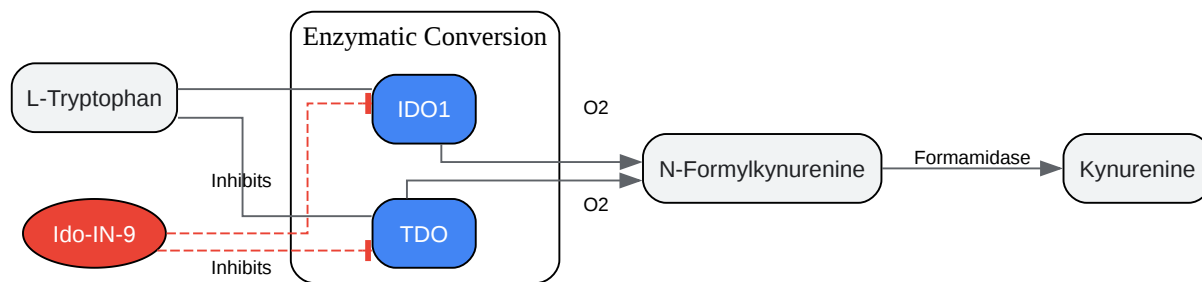 Enzymatic Conversion
L-Tryptophan
IDO1
O2
N-Formylkynurenine
Formamidase
Kynurenine
Inhibits
O2
Ido-IN-9
TDO
Inhibits